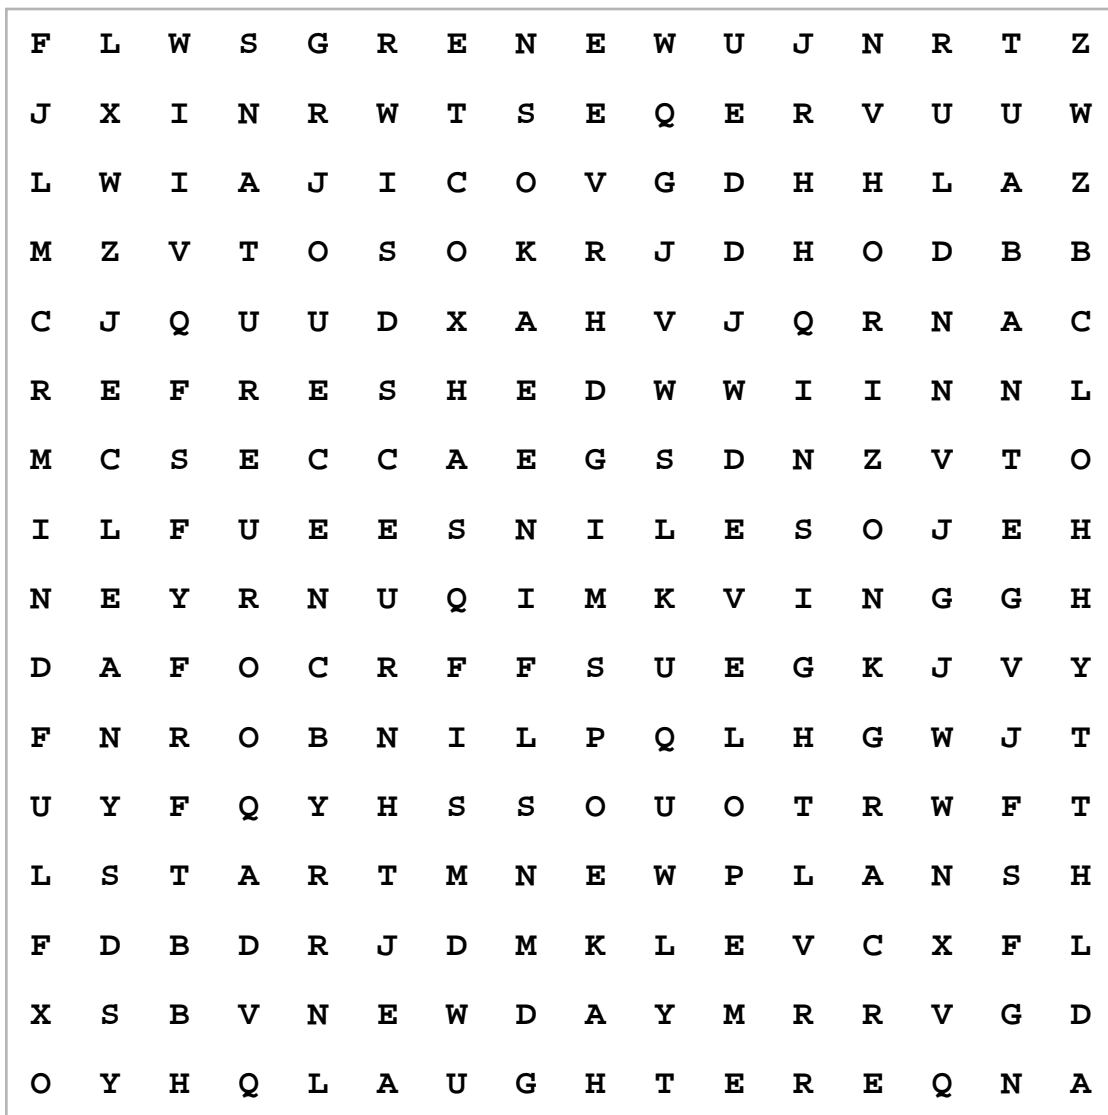 F L W S G R E N E W U J N R T Z
J X I N R W T S E Q E R V U U W
L W I A J I C O V G D H H L A Z
M Z V T O S O K R J D H O D B B
C J Q U U D X A H V J Q R N A C
R E F R E S H E D W W I I N N L
M C S E C C A E G S D N Z V T O
I L F U E E S N I L E S O J E H
N E Y R N U Q I M K V I N G G H
D A F O C R F F S U E G K J V Y
F N R O B N I L P Q L H G W J T
U Y F Q Y H S S O U O T R W F T
L S T A R T M N E W P L A N S H
F D B D R J D M K L E V C X F L
X S B V N E W D A Y M R R V G D
O Y H Q L A U G H T E R E Q N A